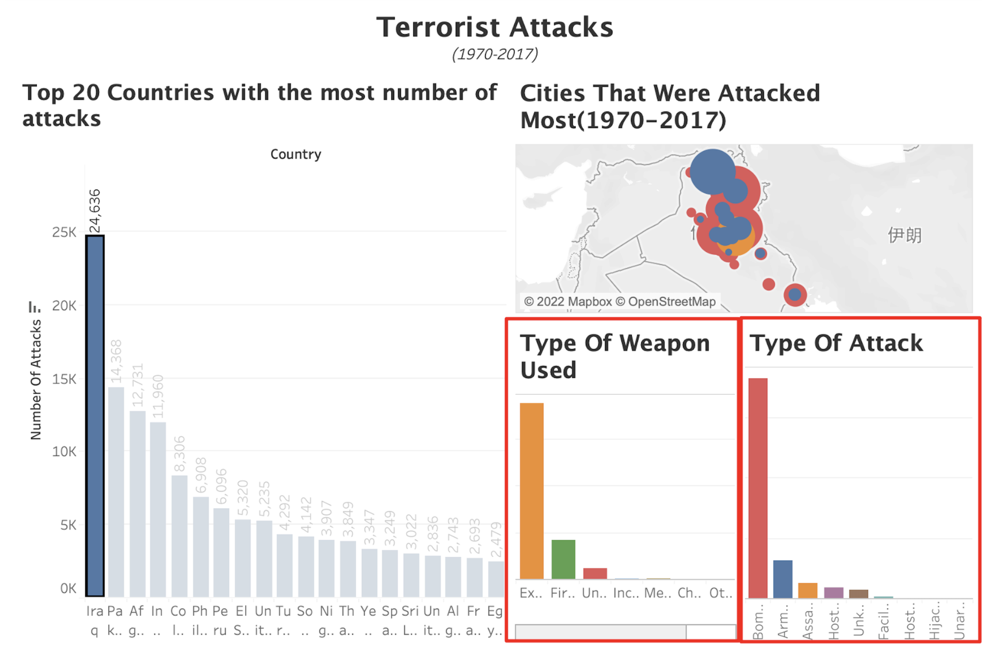 Terrorist Attacks
(1970-2017)
Top 20 Countries with the most number of
attacks
Country
Number Of Attacks
25K
20K
15K
10K
5K
0K
24,636
14,368
12,731
11,960
8,306
6,908
6,096
5,320
5,235
4,292
4,142
3,907
3,849
3,347
3,249
3,022
2,836
2,743
2,693
2,479
Ira Pa Af In Co Ph Pe El Un Tu So Ni Th Ye Sp Sri Un Al Fr Eg
q k.. g.. .. l.. il.. ru S.. it.. r.. .. g.. a.. .. a.. L.. it.. g.. a.. y..
Cities That Were Attacked
Most(1970-2017)
伊朗
© 2022 Mapbox © OpenStreetMap
Type Of Weapon
Used
Ex.. Fir.. Un.. Inc.. Me.. Ch.. Ot..
Type Of Attack
Bom..
Arm..
Assa..
Host..
Unk..
Facil..
Host..
Hijac..
Unar..